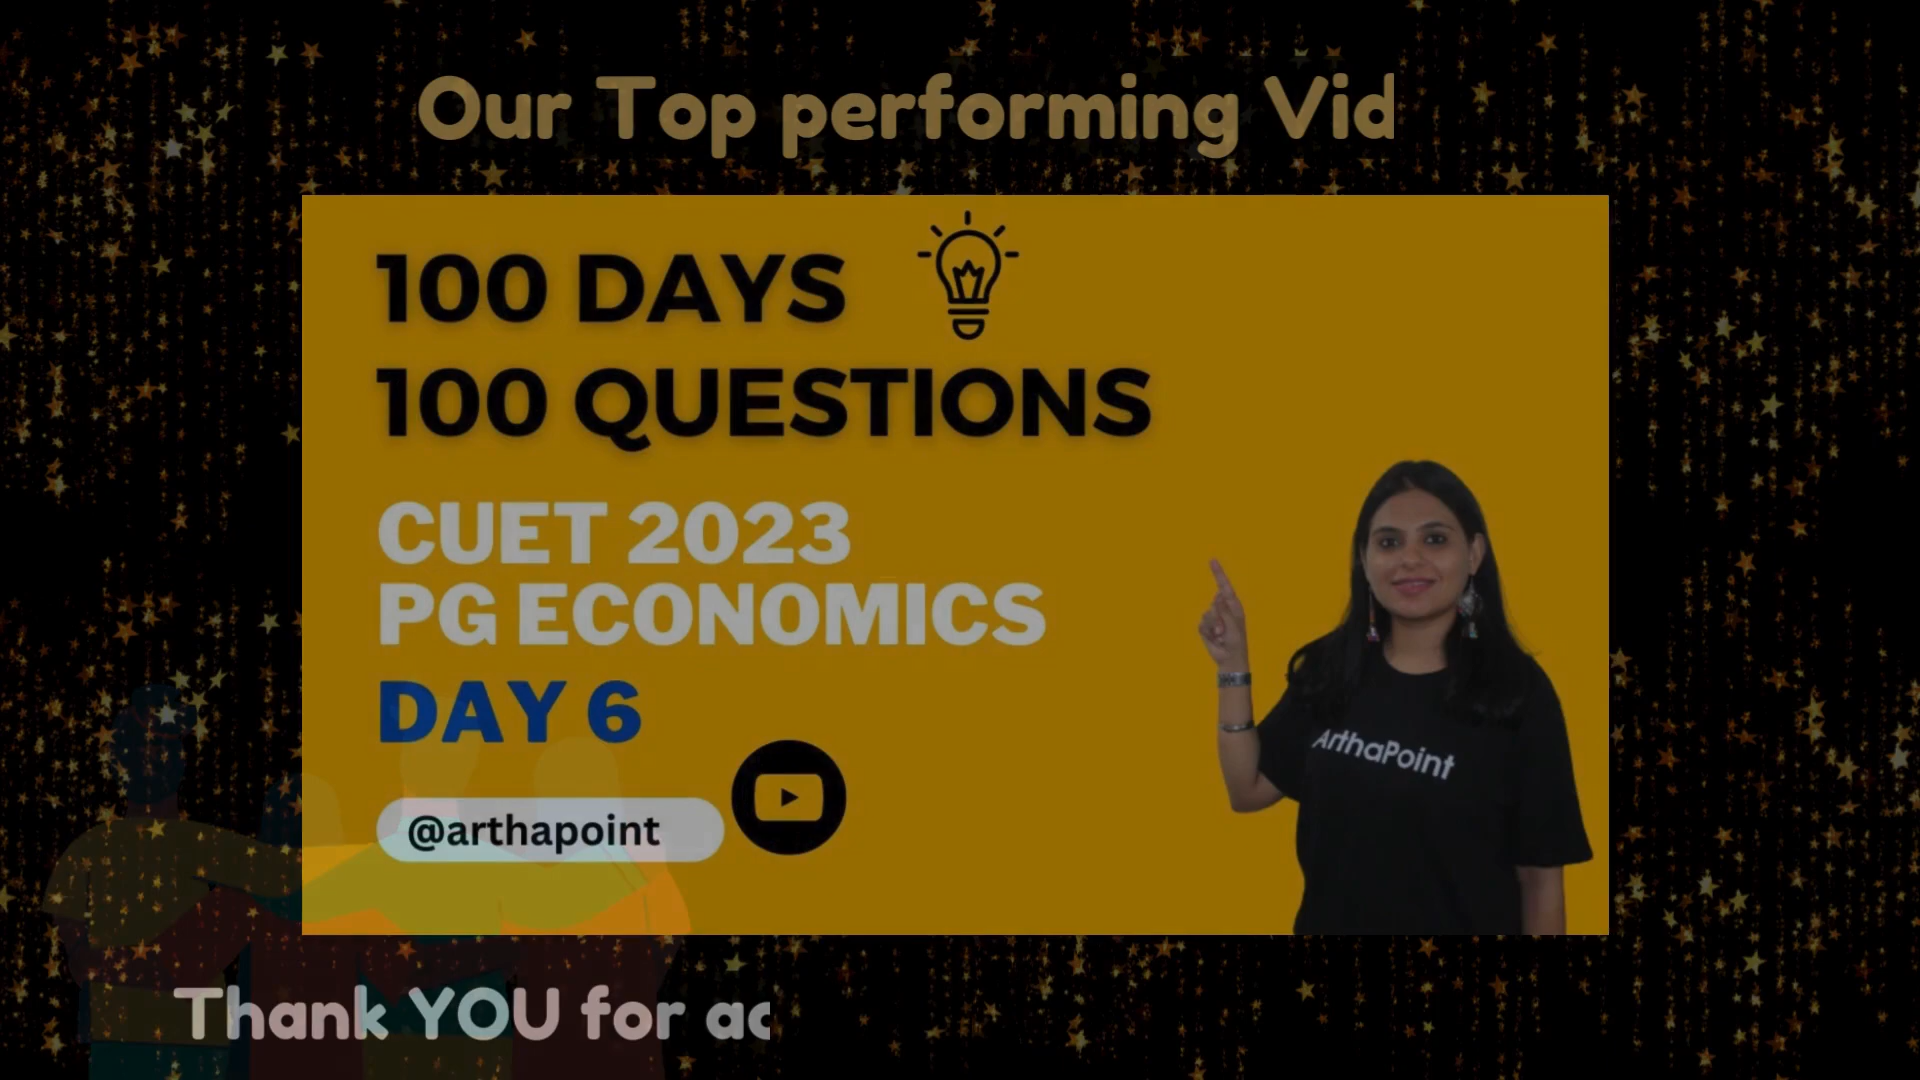 Our Top performing Vid
100 DAYS
100 QUESTIONS
CUET 2023
PG ECONOMICS
DAY 6
@arthapoint
ArthaPoint
Thank YOU for ac